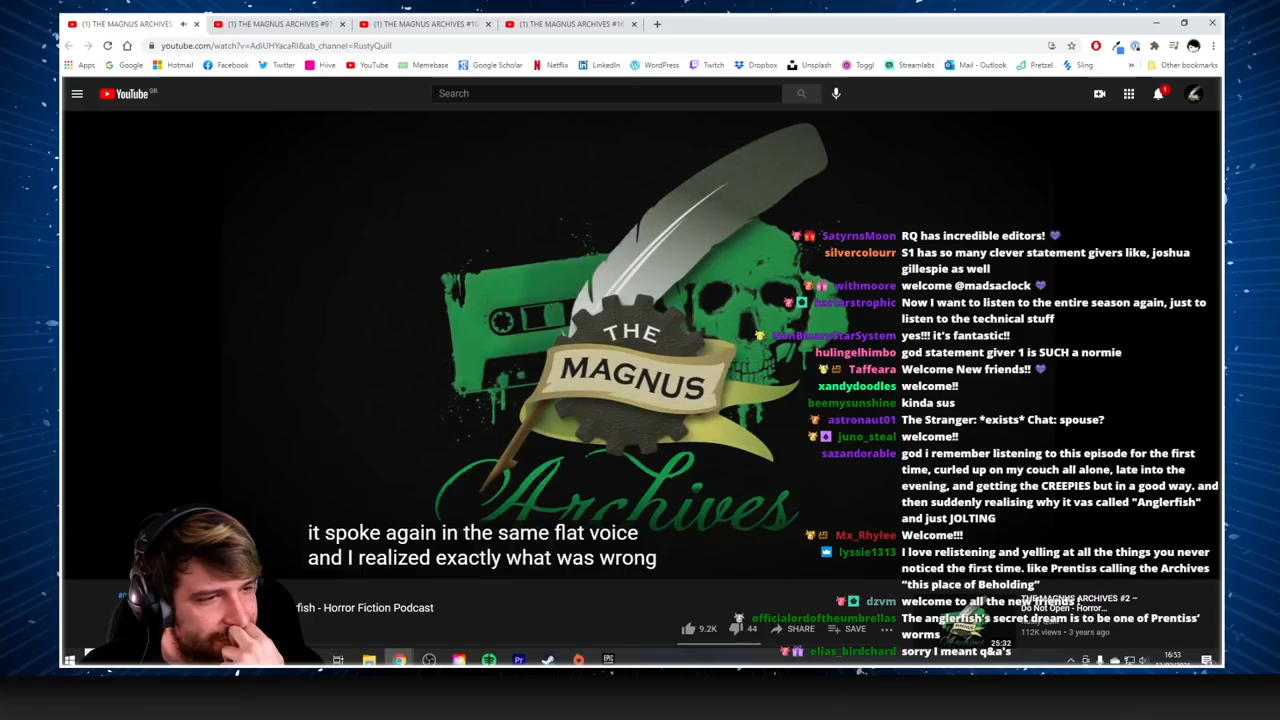 (1) THE MAGNUS ARCHIVES
(1) THE MAGNUS ARCHIVES #9
(1) THE MAGNUS ARCHIVES #10
(1) THE MAGNUS ARCHIVES #16
youtube.com/watch?v=AdiUHYacaRI&ab_channel=RustyQuill
Apps Google Hotmail Facebook Twitter Hiive YouTube Memebase Google Scholar Netflix LinkedIn WordPress Twitch Dropbox Unsplash Toggl Streamlabs Mail - Outlook Pretzel Sling » Other bookmarks
YouTube GB
Search
1
THE
MAGNUS
Archives
it spoke again in the same flat voice
and I realized exactly what was wrong
SatyrnsMoon RQ has incredible editors!
silvercolourr S1 has so many clever statement givers like, joshua
gillespie as well
withmoore welcome @madsaclock
Now I want to listen to the entire season again, just to
listen to the technical stuff
NonBinaryStarSystem yes!!! it's fantastic!!
hulingelhimbo god statement giver 1 is SUCH a normie
Taffeara Welcome New friends!!
xandydoodles welcome!!
beemysunshine kinda sus
astronaut01 The Stranger: *exists* Chat: spouse?
juno_steal welcome!!
sazandorable god i remember listening to this episode for the first
time, curled up on my couch all alone, late into the
evening, and getting the CREEPIES but in a good way. and
then suddenly realising why it vas called "Anglerfish"
and just JOLTING
Mx_Rhylee Welcome!!!
lyssie1313 I love relistening and yelling at all the things you never
noticed the first time. like Prentiss calling the Archives
“this place of Beholding”
dzvm welcome to all the new friends
officialordoftheumbrellas The anglerfish's secret dream is to be one of Prentiss'
worms
elias_birchard sorry I meant q&a's
fish - Horror Fiction Podcast
9.2K 44 SHARE SAVE
THE MAGNUS ARCHIVES #2 –
Do Not Open - Horror...
112K views • 3 years ago
25:32
16:53